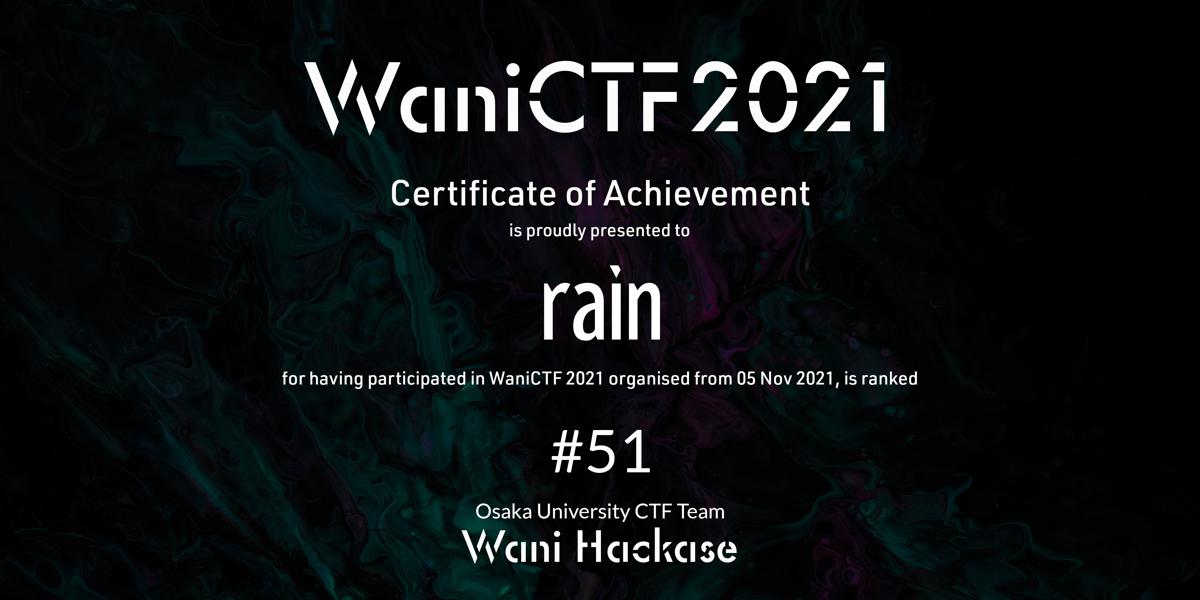 WaniCTF2021
Certificate of Achievement
is proudly presented to
rain
for having participated in WaniCTF 2021 organised from 05 Nov 2021, is ranked
#51
Osaka University CTF Team
Wani Hackase